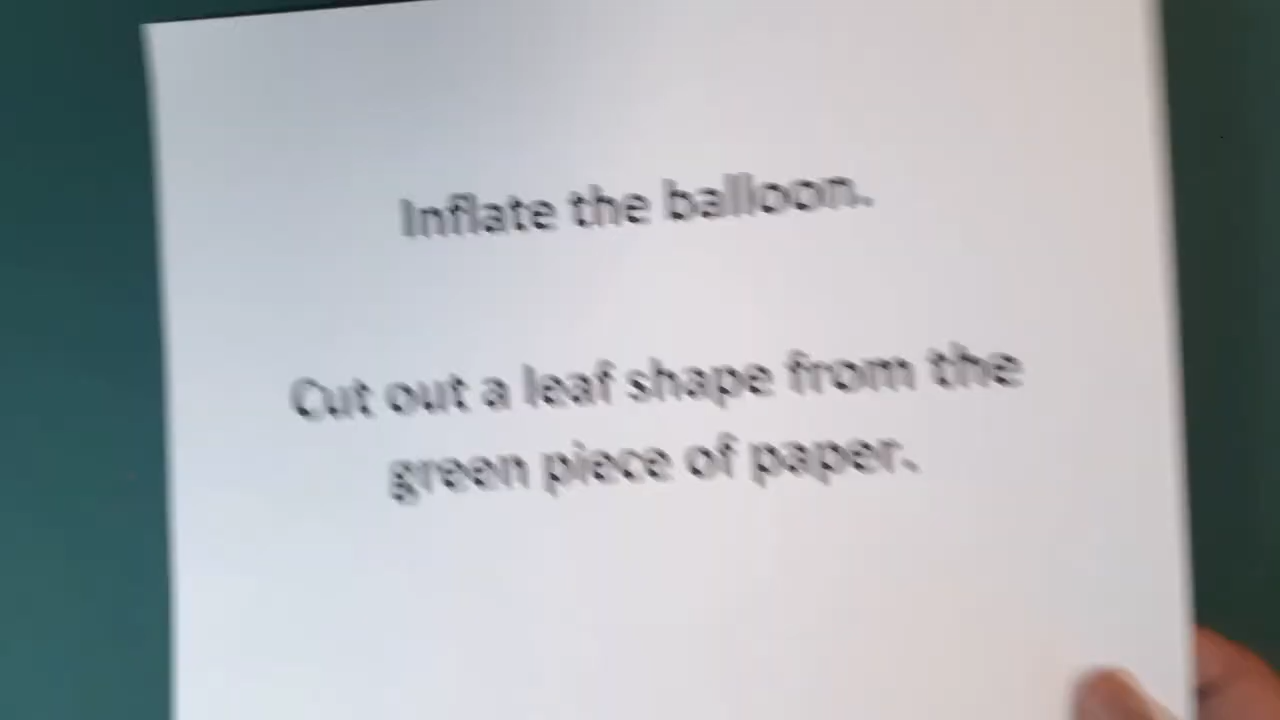 Inflate the balloon.
Cut out a leaf shape from the
green piece of paper.